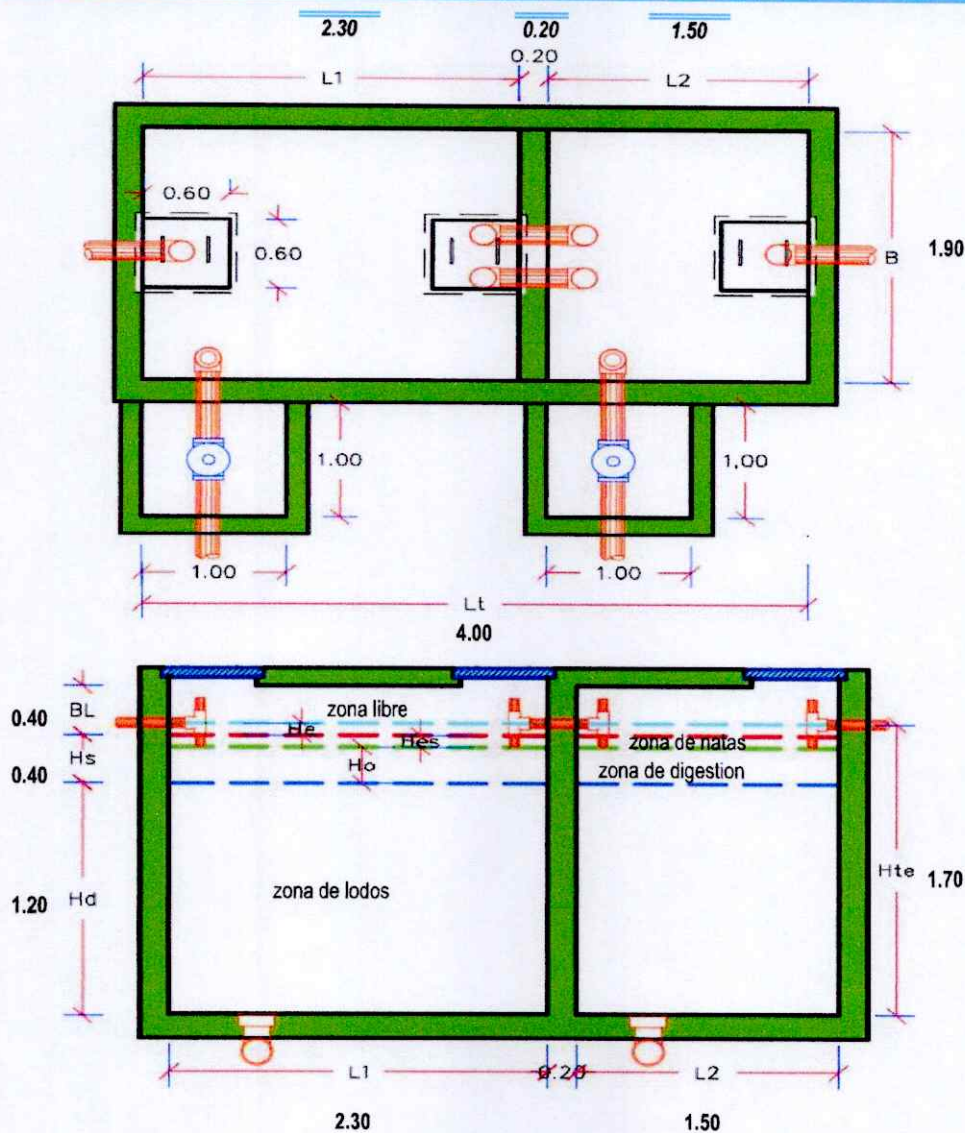 2.30 0.20 1.50
0.20
L1 L2
0.60
0.60
B 1.90
1.00 1,00
1.00 1.00
Lt
4.00
0.40 BL zona libre
He
Hs Hes zona de natas
Ho zona de digestion
0.40
Hte 1.70
1.20 Hd zona de lodos
L1 0.20 L2
2.30 1.50